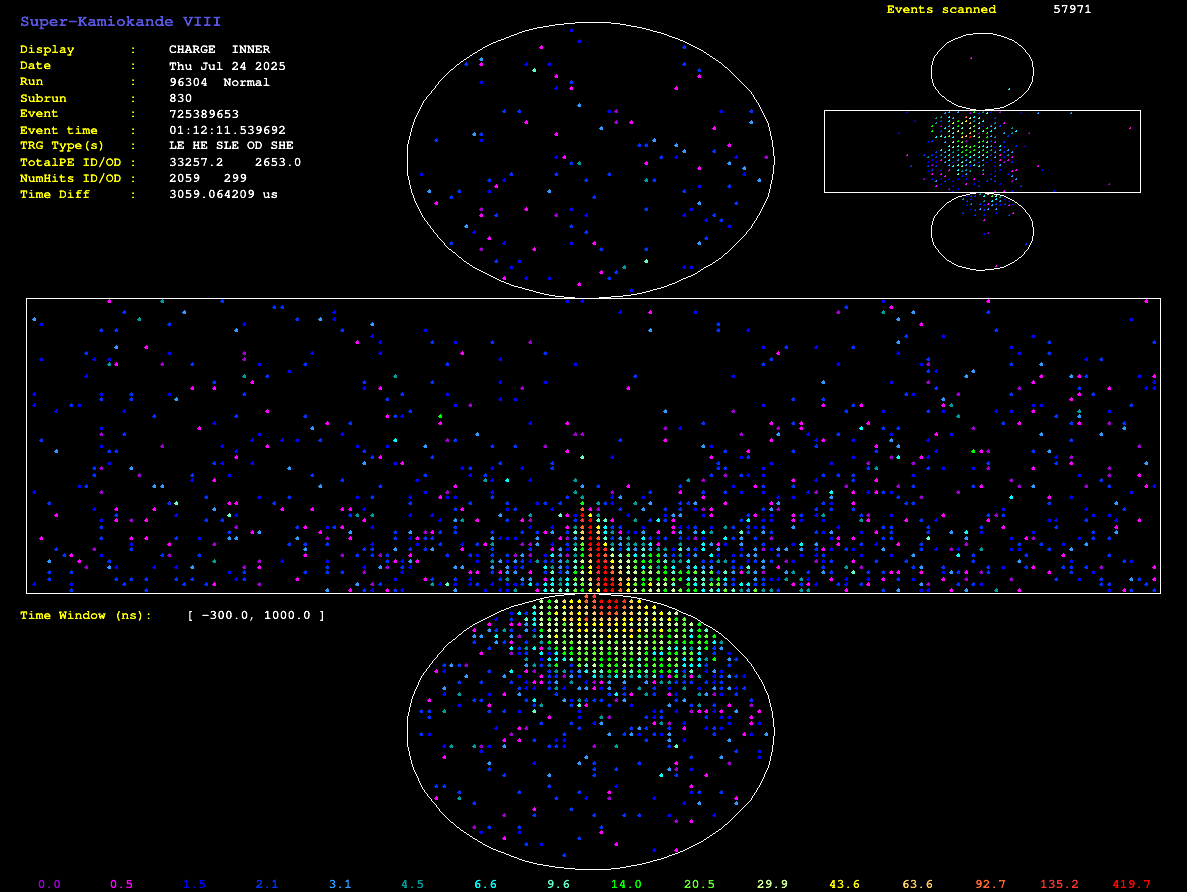 Super-Kamiokande VIII
Events scanned 57971
Display : CHARGE INNER
Date : Thu Jul 24 2025
Run : 96304 Normal
Subrun : 830
Event : 725389653
Event time : 01:12:11.539692
TRG Type(s) : LE HE SLE OD SHE
TotalPE ID/OD : 33257.2 2653.0
NumHits ID/OD : 2059 299
Time Diff : 3059.064209 us
Time Window (ns): [ -300.0, 1000.0 ]
0.0 0.5 1.5 2.1 3.1 4.5 6.6 9.6 14.0 20.5 29.9 43.6 63.6 92.7 135.2 419.7